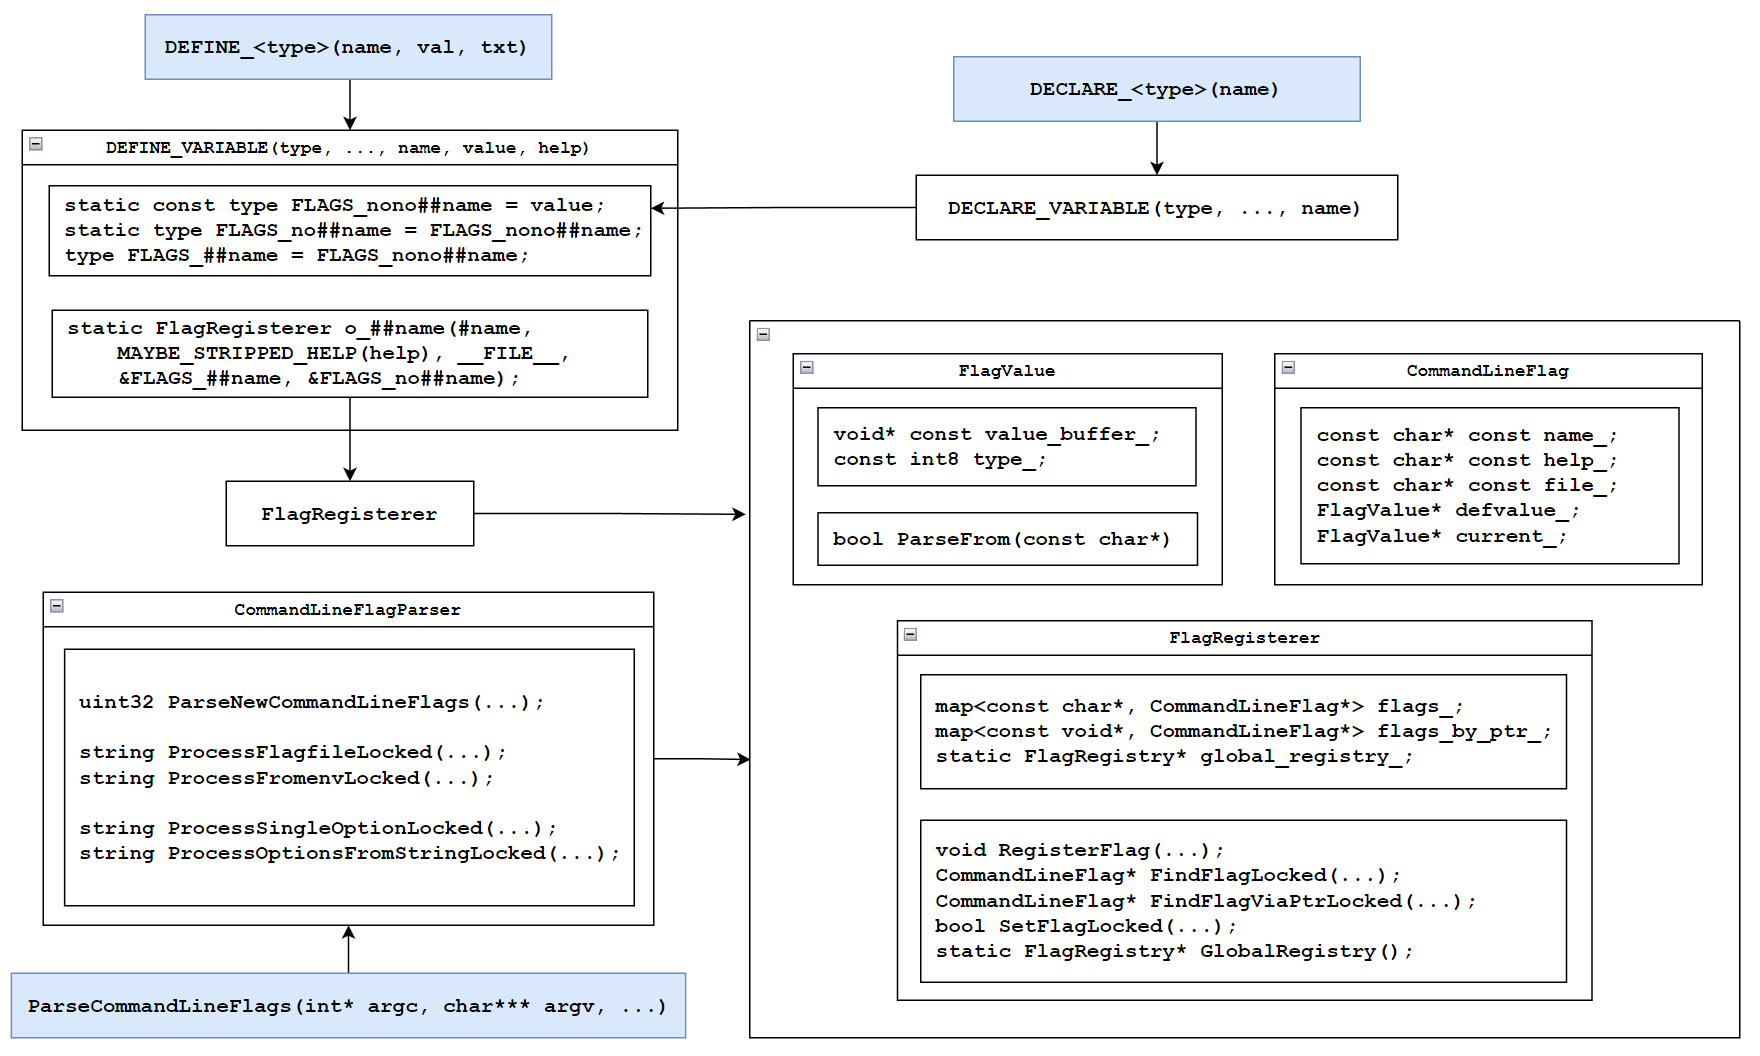 DEFINE_<type>(name, val, txt)
DECLARE_<type>(name)
DEFINE_VARIABLE(type, ..., name, value, help)
static const type FLAGS_nono##name = value;
static type FLAGS_no##name = FLAGS_nono##name;
type FLAGS_##name = FLAGS_nono##name;
DECLARE_VARIABLE(type, ..., name)
static FlagRegisterer o_##name(#name,
MAYBE_STRIPPED_HELP(help), __FILE__,
&FLAGS_##name, &FLAGS_no##name);
FlagRegisterer
FlagValue
void* const value_buffer_;
const int8 type_;
bool ParseFrom(const char*)
CommandLineFlag
const char* const name_;
const char* const help_;
const char* const file_;
FlagValue* defvalue_;
FlagValue* current_;
CommandLineFlagParser
uint32 ParseNewCommandLineFlags(...);
string ProcessFlagfileLocked(...);
string ProcessFromenvLocked(...);
string ProcessSingleOptionLocked(...);
string ProcessOptionsFromStringLocked(...);
FlagRegisterer
map<const char*, CommandLineFlag*> flags_;
map<const void*, CommandLineFlag*> flags_by_ptr_;
static FlagRegistry* global_registry_;
void RegisterFlag(...);
CommandLineFlag* FindFlagLocked(...);
CommandLineFlag* FindFlagViaPtrLocked(...);
bool SetFlagLocked(...);
static FlagRegistry* GlobalRegistry();
ParseCommandLineFlags(int* argc, char*** argv, ...)